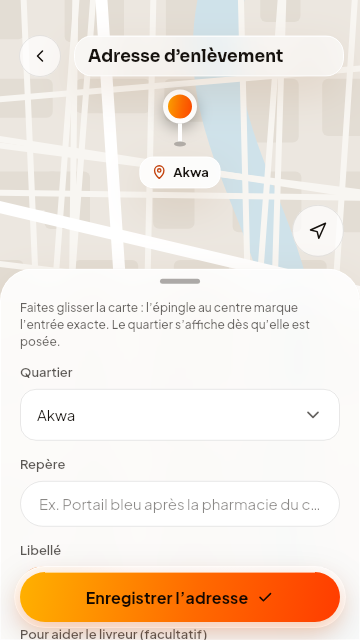 Adresse d'enlèvement
Akwa
Faites glisser la carte : l'épingle au centre marque
l'entrée exacte. Le quartier s'affiche dès qu'elle est
posée.
Quartier
Akwa
Repère
Ex. Portail bleu après la pharmacie du c...
Libellé
Enregistrer l'adresse
Pour aider le livreur (facultatif)